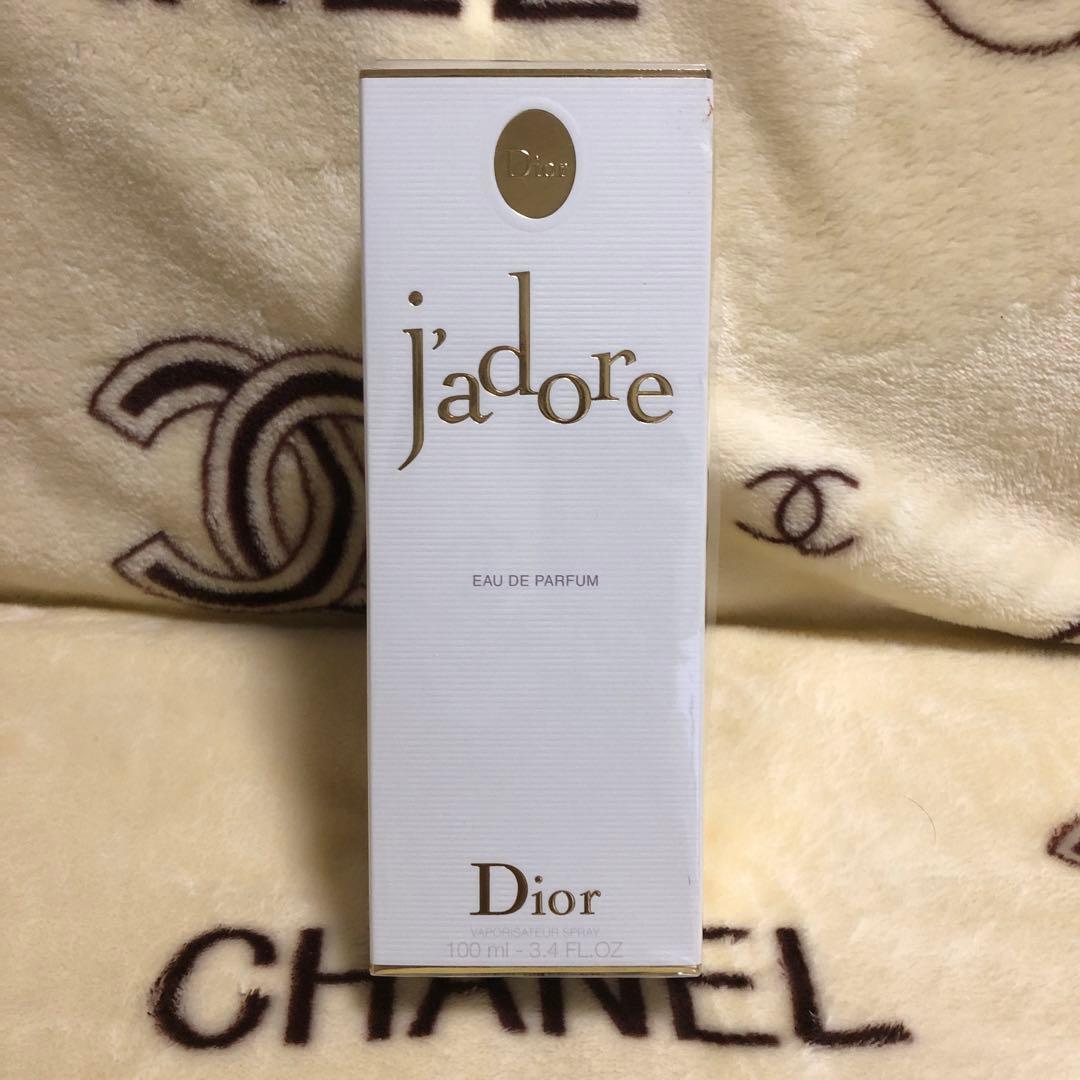 Dior
j'adore
EAU DE PARFUM
Dior
VAPORISATEUR SPRAY
100 ml - 3.4 FL.OZ
CHANEL